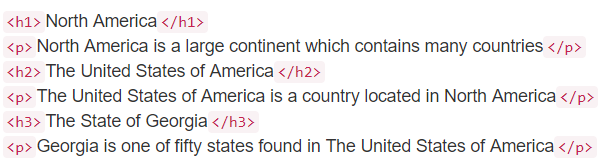 <h1> North America </h1>
<p> North America is a large continent which contains many countries </p>
<h2> The United States of America </h2>
<p> The United States of America is a country located in North America </p>
<h3> The State of Georgia </h3>
<p> Georgia is one of fifty states found in The United States of America </p>